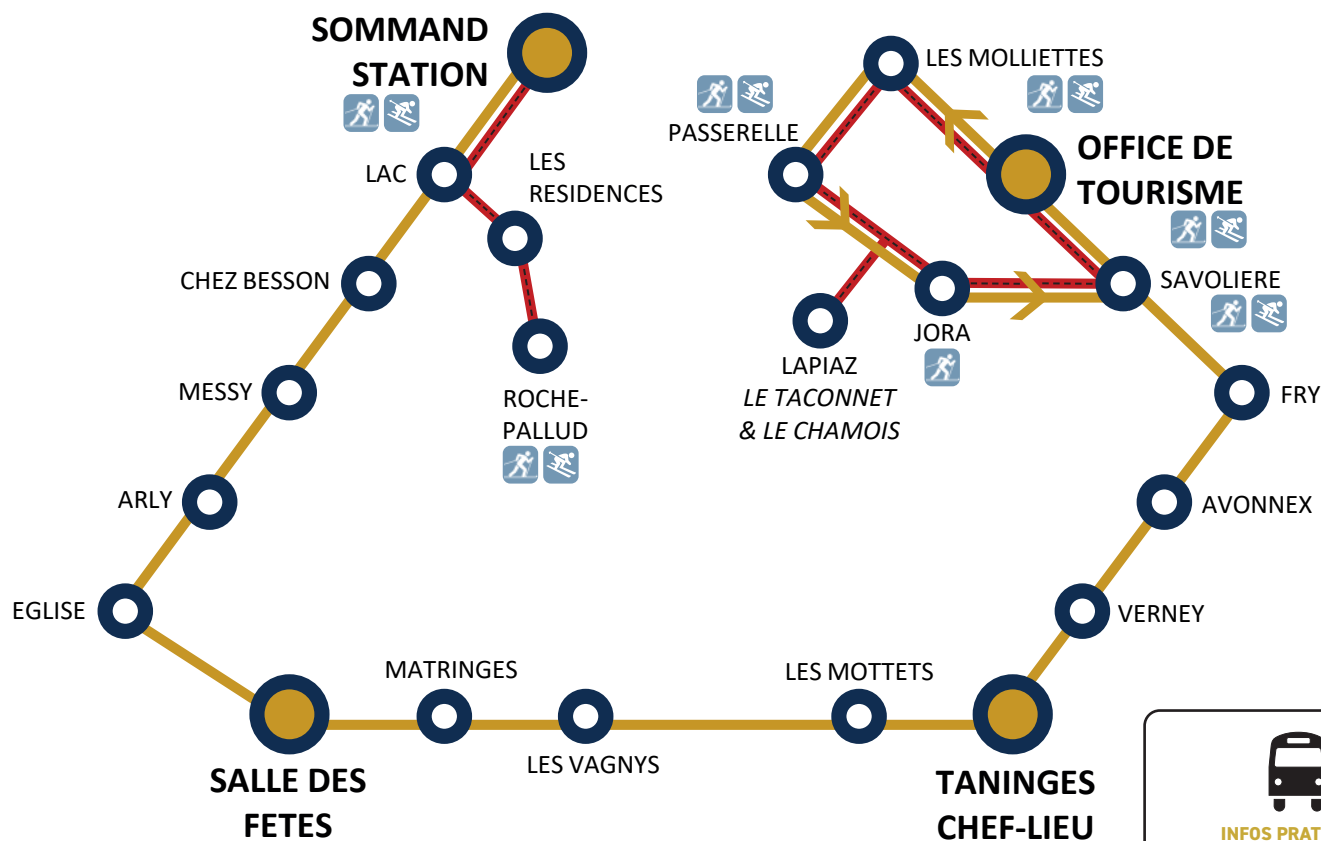 SOMMAND
STATION
LAC
LES
RESIDENCES
CHEZ BESSON
MESSY
ROCHE-
PALLUD
ARLY
EGLISE
SALLE DES
FETES
MATRINGES
LES VAGNYS
LES MOTTETS
TANINGES
CHEF-LIEU
VERNEY
AVONNEX
FRY
SAVOLIERE
OFFICE DE
TOURISME
LES MOLLIETTES
PASSERELLE
JORA
LAPIAZ
LE TACONNET
& LE CHAMOIS
INFOS